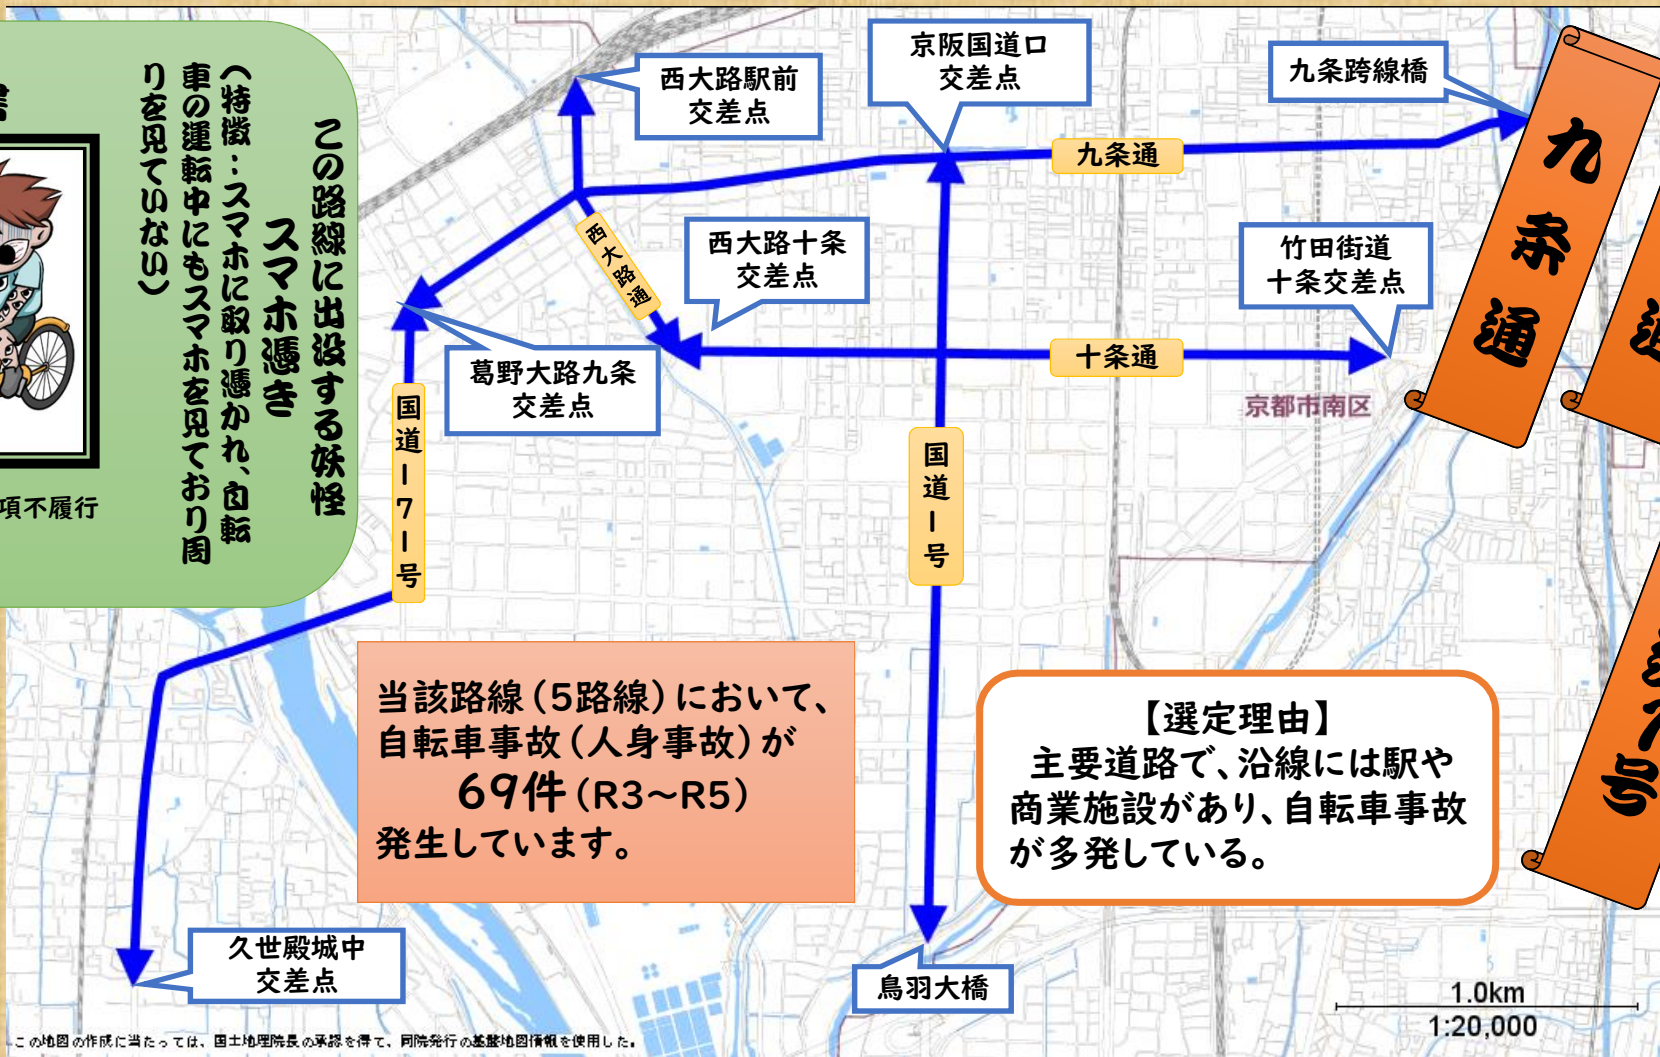 この路線に出没する妖怪
スマホ憑き
（特徴：スマホに取り憑かれ、自転
車の運転中にもスマホを見ており周
りを見ていない）
項不履行
西大路駅前
交差点
京阪国道口
交差点
九条跨線橋
九条通
西大路通
西大路十条
交差点
竹田街道
十条交差点
葛野大路九条
交差点
十条通
京都市南区
国道171号
国道1号
九条通
通
号
当該路線（5路線）において、
自転車事故（人身事故）が
69件（R3～R5）
発生しています。
【選定理由】
主要道路で、沿線には駅や
商業施設があり、自転車事故
が多発している。
久世殿城中
交差点
鳥羽大橋
1.0km
1:20,000
この地図の作成に当たっては、国土地理院長の承認を得て、同院発行の基盤地図情報を使用した。